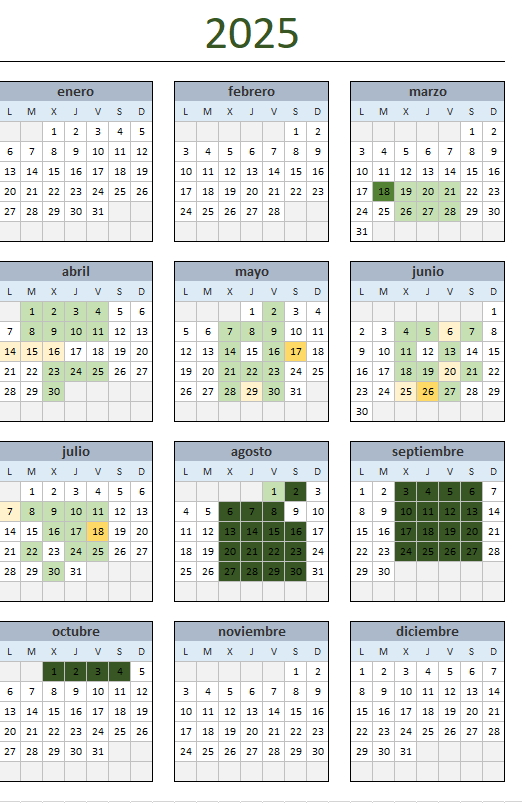 2025
enero febrero marzo
L M X J V S D L M X J V S D L M X J V S D
1 2 3 4 5 1 2 1 2
6 7 8 9 10 11 12 3 4 5 6 7 8 9 3 4 5 6 7 8 9
13 14 15 16 17 18 19 10 11 12 13 14 15 16 10 11 12 13 14 15 16
20 21 22 23 24 25 26 17 18 19 20 21 22 23 17 18 19 20 21 22 23
27 28 29 30 31 24 25 26 27 28 24 25 26 27 28 29 30
31
abril mayo junio
L M X J V S D L M X J V S D L M X J V S D
1 2 3 4 5 6 1 2 3 4 1
7 8 9 10 11 12 13 5 6 7 8 9 10 11 2 3 4 5 6 7 8
14 15 16 17 18 19 20 12 13 14 15 16 17 18 9 10 11 12 13 14 15
21 22 23 24 25 26 27 19 20 21 22 23 24 25 16 17 18 19 20 21 22
28 29 30 26 27 28 29 30 31 23 24 25 26 27 28 29
30
julio agosto septiembre
L M X J V S D L M X J V S D L M X J V S D
1 2 3 4 5 6 1 2 3 1 2 3 4 5 6 7
7 8 9 10 11 12 13 4 5 6 7 8 9 10 8 9 10 11 12 13 14
14 15 16 17 18 19 20 11 12 13 14 15 16 17 15 16 17 18 19 20 21
21 22 23 24 25 26 27 18 19 20 21 22 23 24 22 23 24 25 26 27 28
28 29 30 31 25 26 27 28 29 30 31 29 30
octubre noviembre diciembre
L M X J V S D L M X J V S D L M X J V S D
1 2 3 4 5 1 2 1 2 3 4 5 6 7
6 7 8 9 10 11 12 3 4 5 6 7 8 9 8 9 10 11 12 13 14
13 14 15 16 17 18 19 10 11 12 13 14 15 16 15 16 17 18 19 20 21
20 21 22 23 24 25 26 17 18 19 20 21 22 23 22 23 24 25 26 27 28
27 28 29 30 31 24 25 26 27 28 29 30 29 30 31